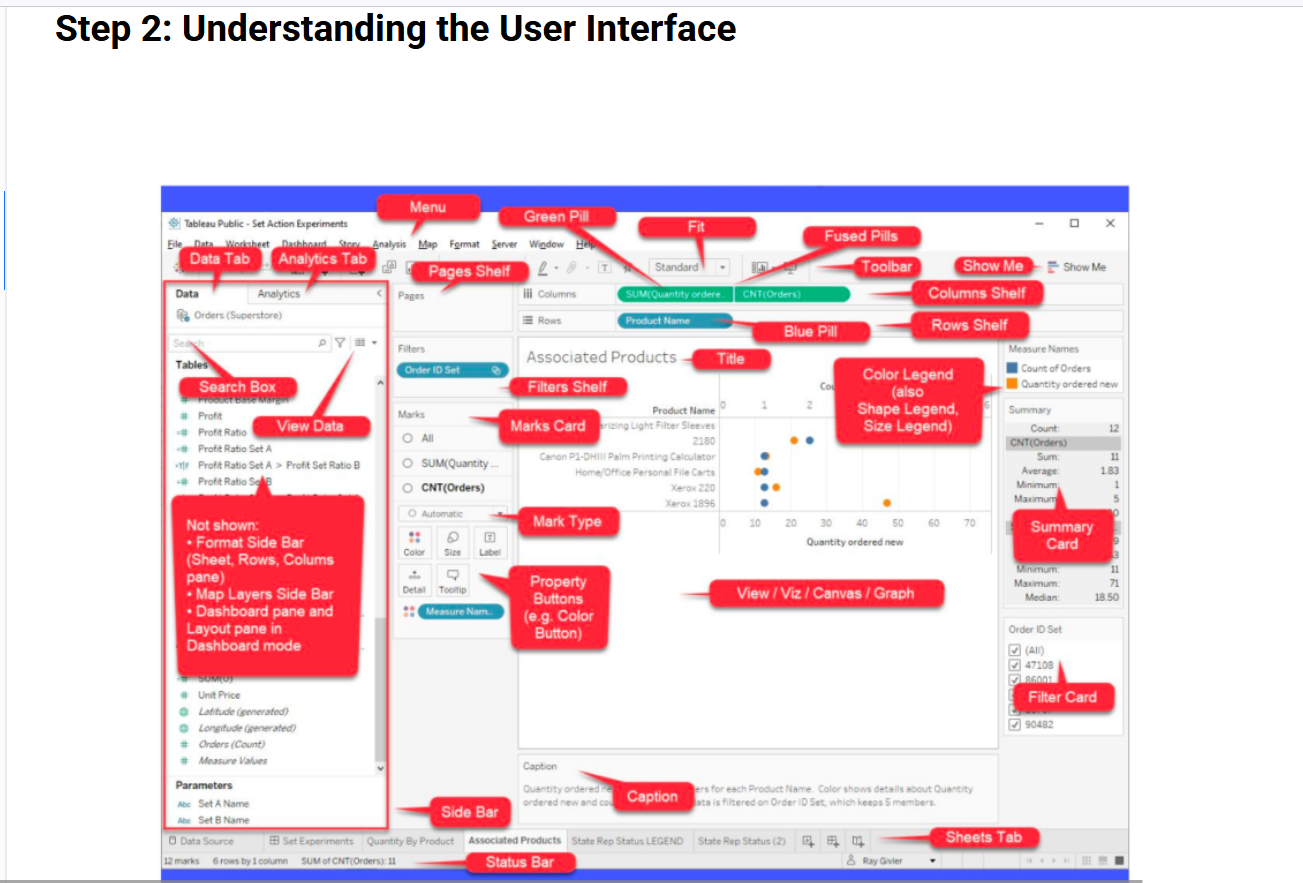 Step 2: Understanding the User Interface
Menu
Tableau Public - Set Action Experiments
Green Pill
Fit
Fused Pills
File Data Worksheet Dashboard Story Analysis Map Format Server Window Help
Data Tab
Analytics Tab
Pages Shelf
Standard
Toolbar
Show Me
Show Me
Data
Analytics
Pages
Columns
SUM(Quantity ordere..
CNT(Orders)
Columns Shelf
Orders (Superstore)
Rows
Product Name
Blue Pill
Rows Shelf
Search
Tables
Search Box
View Data
Product Base Margin
Profit
Profit Ratio
Profit Ratio Set A
Profit Ratio Set A > Profit Set Ratio B
Profit Ratio Set B
Not shown:
• Format Side Bar
(Sheet, Rows, Colums
pane)
• Map Layers Side Bar
• Dashboard pane and
Layout pane in
Dashboard mode
SUM(0)
Unit Price
Latitude (generated)
Longitude (generated)
Orders (Count)
Measure Values
Parameters
Abc Set A Name
Abc Set B Name
Side Bar
Filters
Order ID Set
Filters Shelf
Marks
Marks Card
All
SUM(Quantity ...
CNT(Orders)
Automatic
Mark Type
Color Size Label
Detail Tooltip
Measure Nam..
Property
Buttons
(e.g. Color
Button)
Associated Products
Title
Color Legend
(also
Shape Legend,
Size Legend)
Product Name
0 1 2 6
arizing Light Filter Sleeves
2180
Canon P1-DHIII Palm Printing Calculator
Home/Office Personal File Carts
Xerox 220
Xerox 1896
0 10 20 30 40 50 60 70
Quantity ordered new
View / Viz / Canvas / Graph
Caption
Caption
Quantity ordered ne ers for each Product Name. Color shows details about Quantity
ordered new and cou ata is filtered on Order ID Set, which keeps 5 members.
Measure Names
Count of Orders
Quantity ordered new
Summary
Count: 12
CNT(Orders)
Sum: 11
Average: 1.83
Minimum: 1
Maximum: 5
Summary
Card
Minimum: 11
Maximum: 71
Median: 18.50
Order ID Set
(All)
47108
86001
Filter Card
90482
Data Source
Set Experiments
Quantity By Product
Associated Products
State Rep Status LEGEND
State Rep Status (2)
Sheets Tab
12 marks 6 rows by 1 column SUM of CNT(Orders): 11
Status Bar
Ray Givler